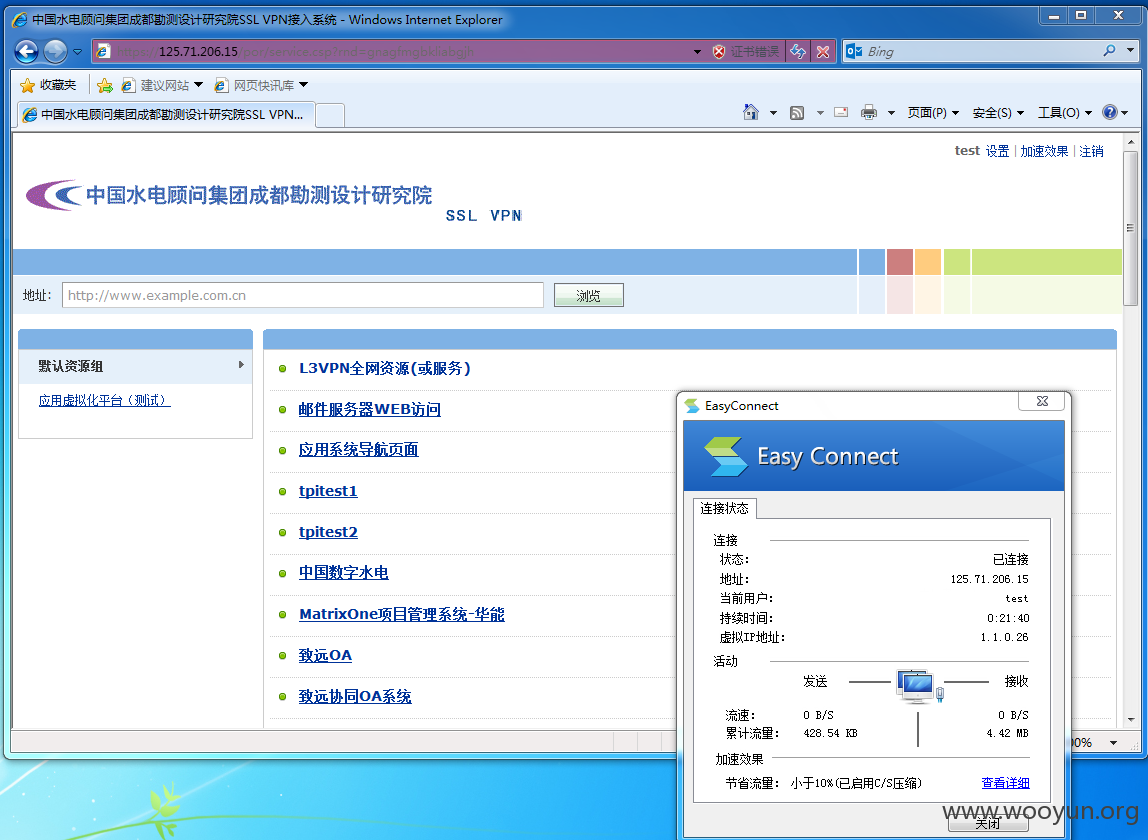 中国水电顾问集团成都勘测设计研究院SSL VPN接入系统 - Windows Internet Explorer
https://125.71.206.15/por/service.csp?rnd=
证书错误
Bing
收藏夹
建议网站
网页快讯库
中国水电顾问集团成都勘测设计研究院SSL VPN...
页面(P)
安全(S)
工具(O)
test 设置 | 加速效果 | 注销
中国水电顾问集团成都勘测设计研究院
SSL VPN
地址:
http://www.example.com.cn
浏览
默认资源组
应用虚拟化平台（测试）
L3VPN全网资源(或服务)
邮件服务器WEB访问
应用系统导航页面
tpitest1
tpitest2
中国数字水电
MatrixOne项目管理系统-华能
致远OA
致远协同OA系统
EasyConnect
Easy Connect
连接状态
连接
状态: 已连接
地址: 125.71.206.15
当前用户: test
持续时间: 0:21:40
虚拟IP地址: 1.1.0.26
活动
发送 接收
流速: 0 B/S 0 B/S
累计流量: 428.54 KB 4.42 MB
加速效果
节省流量: 小于10%(已启用C/S压缩) 查看详细
关闭
00%
www.wooyun.org